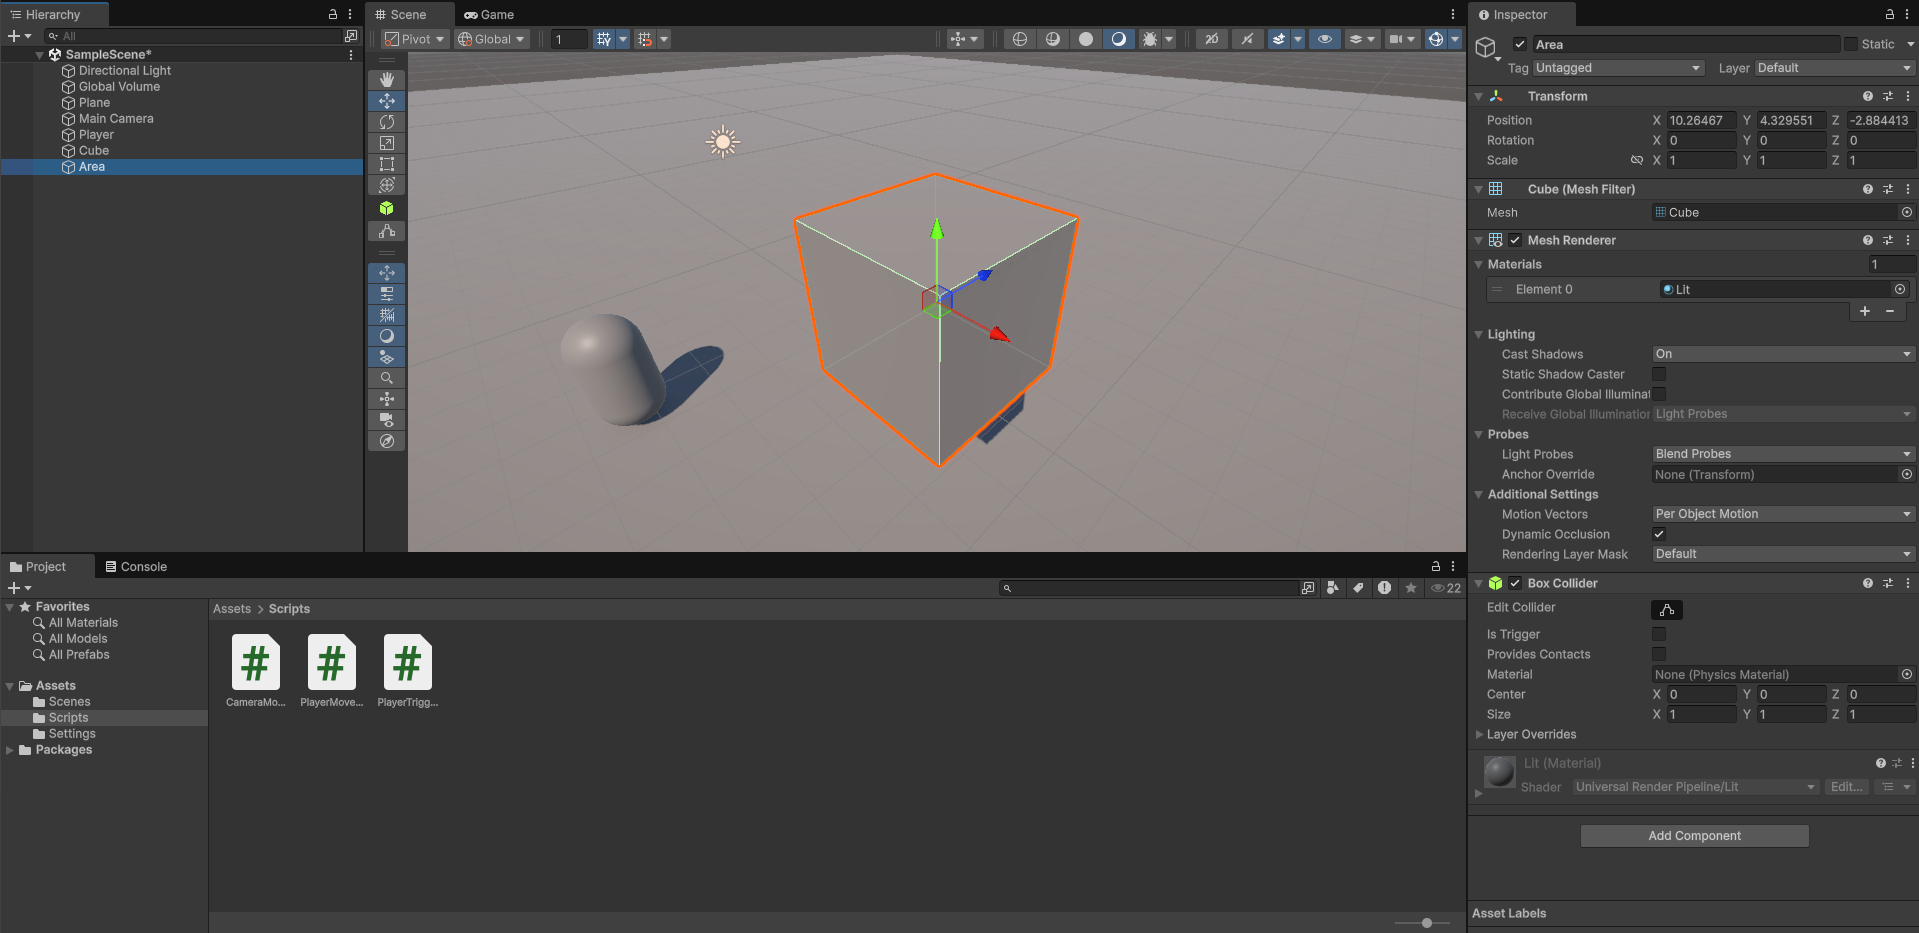 Hierarchy
All
SampleScene*
Directional Light
Global Volume
Plane
Main Camera
Player
Cube
Area
Scene
Game
Pivot
Global
1
2D
Inspector
Area
Static
Tag
Untagged
Layer
Default
Transform
Position
X 10.26467 Y 4.329551 Z -2.884413
Rotation
X 0 Y 0 Z 0
Scale
X 1 Y 1 Z 1
Cube (Mesh Filter)
Mesh
Cube
Mesh Renderer
Materials
1
Element 0
Lit
Lighting
Cast Shadows
On
Static Shadow Caster
Contribute Global Illuminat
Receive Global Illumination
Light Probes
Probes
Light Probes
Blend Probes
Anchor Override
None (Transform)
Additional Settings
Motion Vectors
Per Object Motion
Dynamic Occlusion
Rendering Layer Mask
Default
Box Collider
Edit Collider
Is Trigger
Provides Contacts
Material
None (Physics Material)
Center
X 0 Y 0 Z 0
Size
X 1 Y 1 Z 1
Layer Overrides
Lit (Material)
Shader
Universal Render Pipeline/Lit
Edit...
Add Component
Asset Labels
Project
Console
22
Favorites
All Materials
All Models
All Prefabs
Assets
Scenes
Scripts
Settings
Packages
Assets > Scripts
#
CameraMo...
#
PlayerMove...
#
PlayerTrigg...